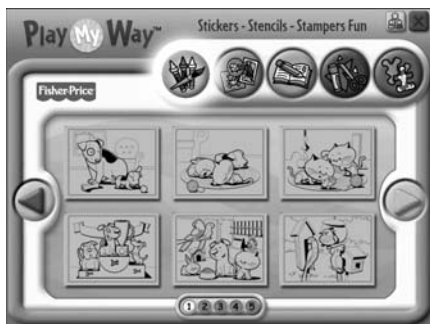 Play My Way™
Stickers - Stencils - Stampers Fun
Fisher-Price
1 2 3 4 5